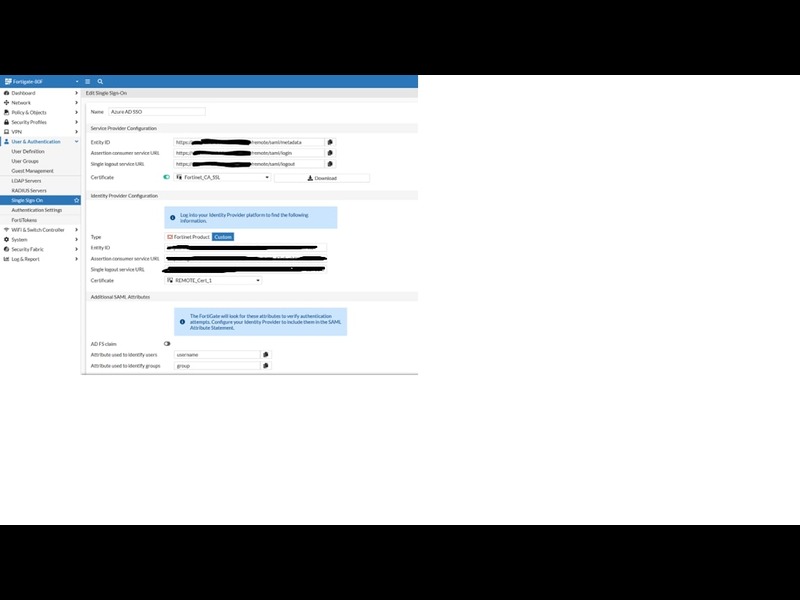 Fortigate-80F
Dashboard
Network
Policy & Objects
Security Profiles
VPN
User & Authentication
User Definition
User Groups
Guest Management
LDAP Servers
RADIUS Servers
Single Sign-On
Authentication Settings
FortiTokens
WiFi & Switch Controller
System
Security Fabric
Log & Report
Edit Single Sign-On
Name Azure AD SSO
Service Provider Configuration
Entity ID https:// /remote/saml/metadata
Assertion consumer service URL https:// /remote/saml/login
Single logout service URL https:// /remote/saml/logout
Certificate Fortinet_CA_SSL Download
Identity Provider Configuration
Log into your Identity Provider platform to find the following
information.
Type Fortinet Product Custom
Entity ID
Assertion consumer service URL
Single logout service URL
Certificate REMOTE_Cert_1
Additional SAML Attributes
The FortiGate will look for these attributes to verify authentication
attempts. Configure your Identity Provider to include them in the SAML
Attribute Statement.
AD FS claim
Attribute used to identify users username
Attribute used to identify groups group